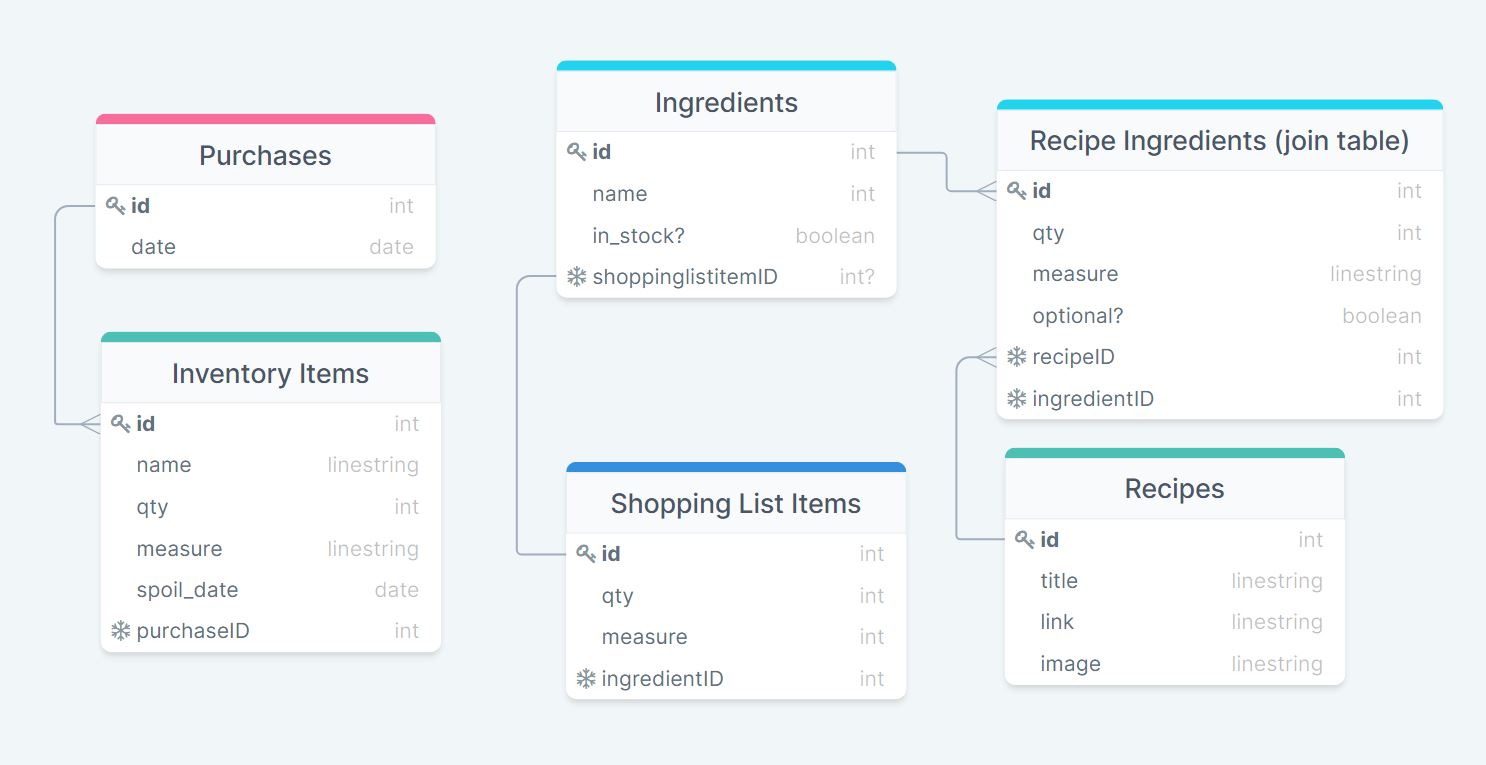 Purchases
id int
date date
Inventory Items
id int
name linestring
qty int
measure linestring
spoil_date date
purchaseID int
Ingredients
id int
name int
in_stock? boolean
shoppinglistitemID int?
Shopping List Items
id int
qty int
measure int
ingredientID int
Recipe Ingredients (join table)
id int
qty int
measure linestring
optional? boolean
recipeID int
ingredientID int
Recipes
id int
title linestring
link linestring
image linestring